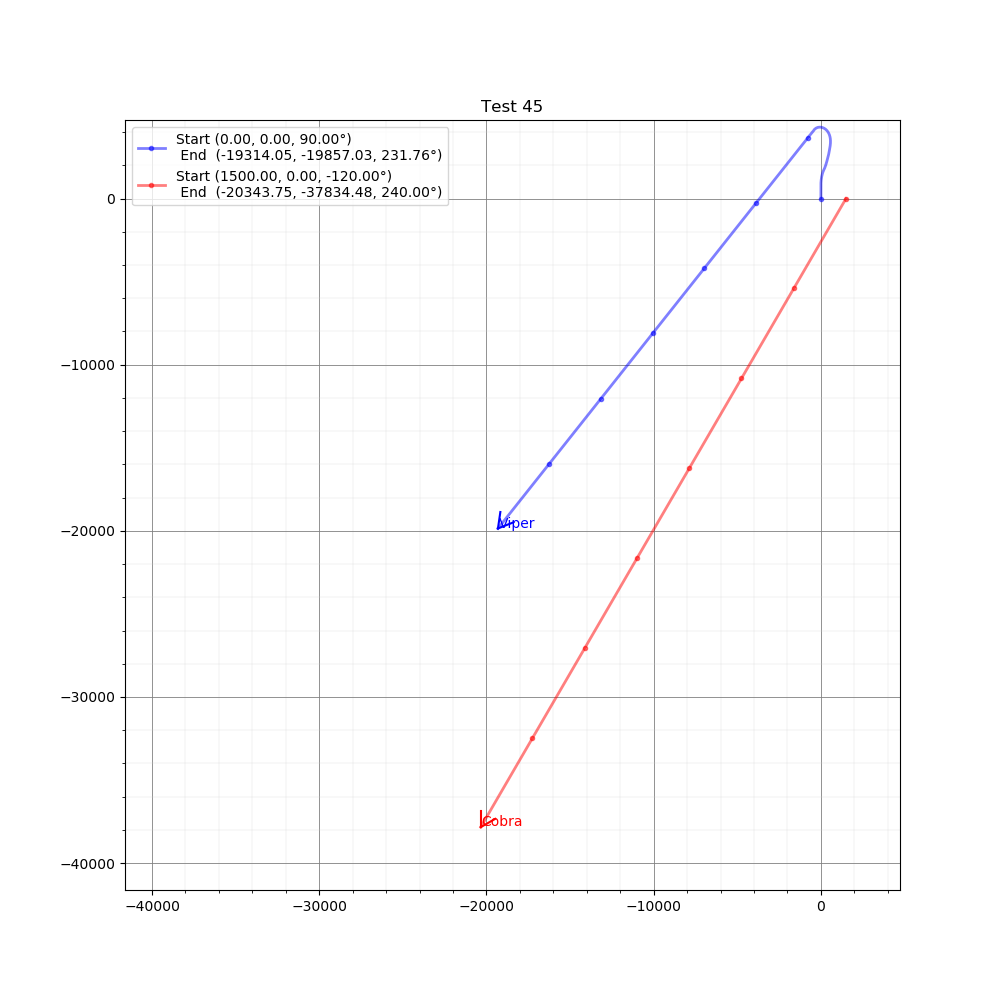 Test 45
Start (0.00, 0.00, 90.00°)
End (-19314.05, -19857.03, 231.76°)
Start (1500.00, 0.00, -120.00°)
End (-20343.75, -37834.48, 240.00°)
0
−10000
−20000
−30000
−40000
Viper
Cobra
−40000 −30000 −20000 −10000 0